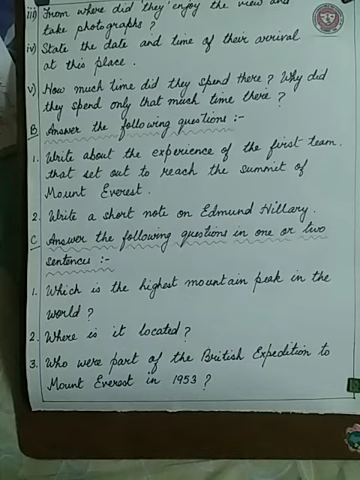 iii) From where did they enjoy the view and
take photographs?
iv) State the date and time of their arrival
at this place.
v) How much time did they spend there? Why did
they spend only that much time there?
B Answer the following questions :-
1. Write about the experience of the first team
that set out to reach the summit of
Mount Everest.
2. Write a short note on Edmund Hillary.
C Answer the following questions in one or two
sentences :-
1. Which is the highest mountain peak in the
world?
2. Where is it located?
3. Who were part of the British Expedition to
Mount Everest in 1953?